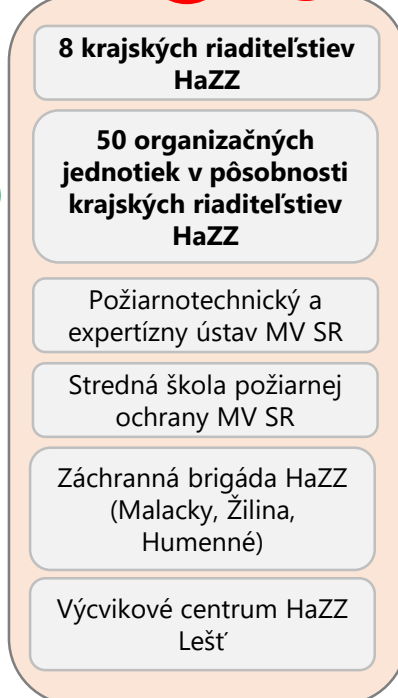 8 krajských riaditeľstiev
HaZZ
50 organizačných
jednotiek v pôsobnosti
krajských riaditeľstiev
HaZZ
Požiarnotechnický a
expertízny ústav MV SR
Stredná škola požiarnej
ochrany MV SR
Záchranná brigáda HaZZ
(Malacky, Žilina,
Humenné)
Výcvikové centrum HaZZ
Lešť